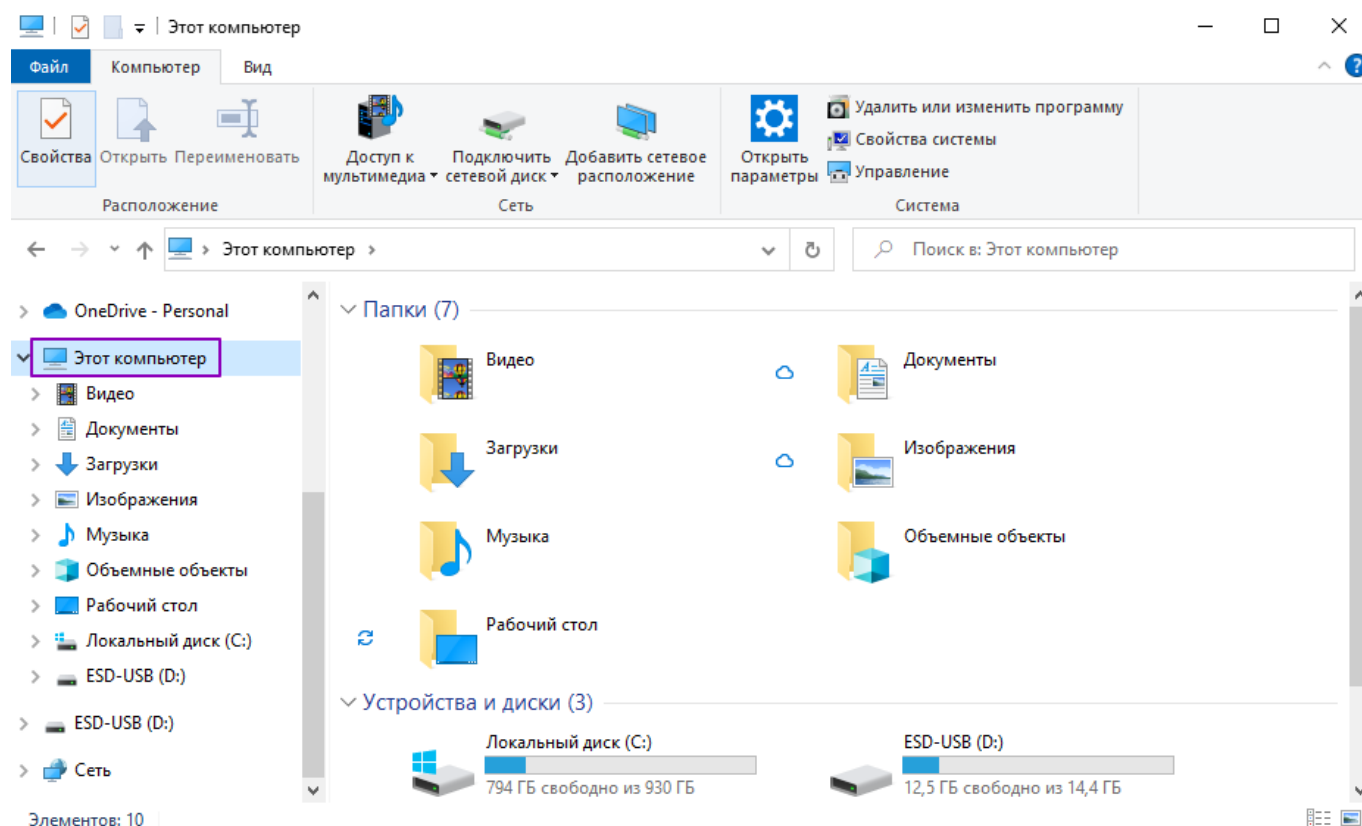 Этот компьютер
Файл Компьютер Вид
?
Свойства Открыть Переименовать
Доступ к мультимедиа
Подключить сетевой диск
Добавить сетевое расположение
Открыть параметры
Удалить или изменить программу
Свойства системы
Управление
Расположение Сеть Система
Этот компьютер
Поиск в: Этот компьютер
OneDrive - Personal
Этот компьютер
Видео
Документы
Загрузки
Изображения
Музыка
Объемные объекты
Рабочий стол
Локальный диск (C:)
ESD-USB (D:)
ESD-USB (D:)
Сеть
Папки (7)
Видео
Документы
Загрузки
Изображения
Музыка
Объемные объекты
Рабочий стол
Устройства и диски (3)
Локальный диск (C:)
794 ГБ свободно из 930 ГБ
ESD-USB (D:)
12,5 ГБ свободно из 14,4 ГБ
Элементов: 10